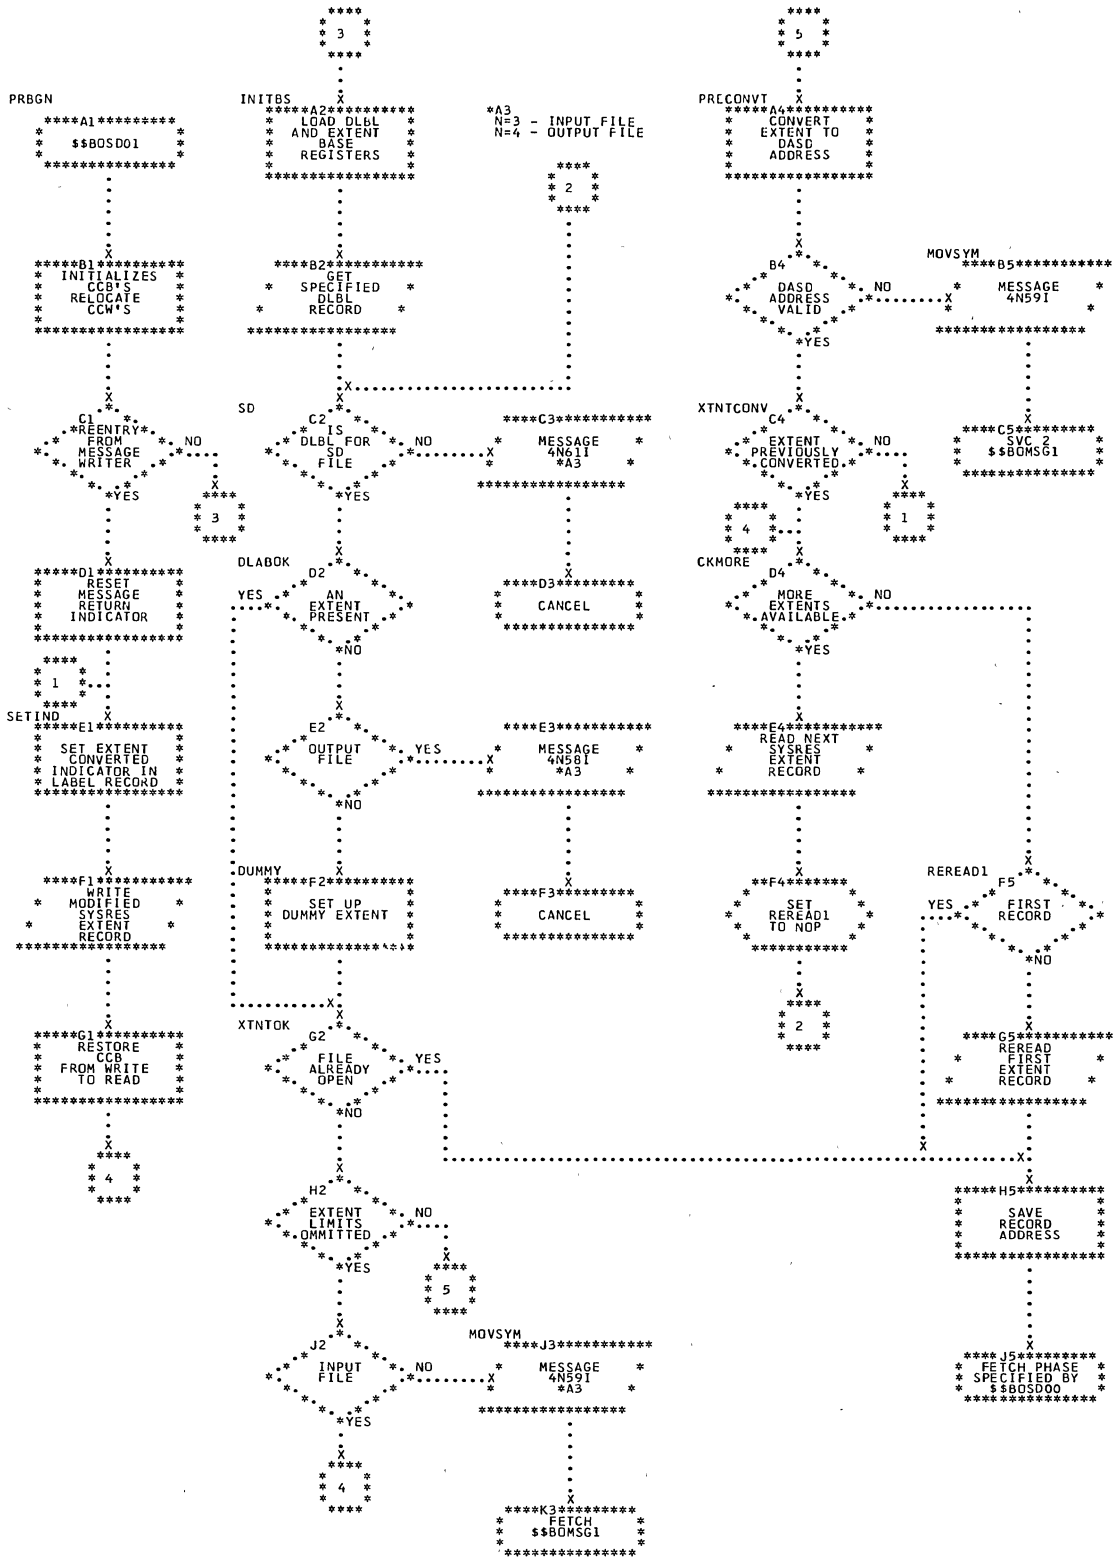 3
5
PRBGN
INITBS
PRECONVT
****A1*********
$$BOSD01
*****A2**********
LOAD DLBL
AND EXTENT
BASE
REGISTERS
*A3
N=3 - INPUT FILE
N=4 - OUTPUT FILE
2
*****A4**********
CONVERT
EXTENT TO
DASD
ADDRESS
*****B1**********
INITIALIZES
CCB'S
RELOCATE
CCW'S
*****B2***********
GET
SPECIFIED
DLBL
RECORD
B4
DASD
ADDRESS
VALID
NO
YES
MOVSYM
*****B5***********
MESSAGE
4N59I
C1
REENTRY
FROM
MESSAGE
WRITER
NO
YES
3
SD
C2
IS
DLBL FOR
SD
FILE
NO
YES
*****C3***********
MESSAGE
4N61I
*A3
XTNTCONV
C4
EXTENT
PREVIOUSLY
CONVERTED
NO
YES
1
****C5*********
SVC 2
$$BOMSG1
4
*****D1**********
RESET
MESSAGE
RETURN
INDICATOR
DLABOK
D2
AN
EXTENT
PRESENT
YES
NO
****D3*********
CANCEL
CKMORE
D4
MORE
EXTENTS
AVAILABLE
NO
YES
1
SETIND
*****E1**********
SET EXTENT
CONVERTED
INDICATOR IN
LABEL RECORD
E2
OUTPUT
FILE
YES
NO
*****E3***********
MESSAGE
4N58I
*A3
*****E4***********
READ NEXT
SYSRES
EXTENT
RECORD
*****F1***********
WRITE
MODIFIED
SYSRES
EXTENT
RECORD
DUMMY
*****F2**********
SET UP
DUMMY EXTENT
****F3*********
CANCEL
*****F4*********
SET
REREAD1
TO NOP
REREAD1
F5
FIRST
RECORD
YES
NO
*****G1**********
RESTORE
CCB
FROM WRITE
TO READ
4
XTNTOK
G2
FILE
ALREADY
OPEN
YES
NO
2
*****G5***********
REREAD
FIRST
EXTENT
RECORD
H2
EXTENT
LIMITS
OMMITTED
NO
YES
5
*****H5**********
SAVE
RECORD
ADDRESS
J2
INPUT
FILE
NO
YES
4
MOVSYM
*****J3***********
MESSAGE
4N59I
*A3
****J5*********
FETCH PHASE
SPECIFIED BY
$$BOSD00
****K3*********
FETCH
$$BOMSG1